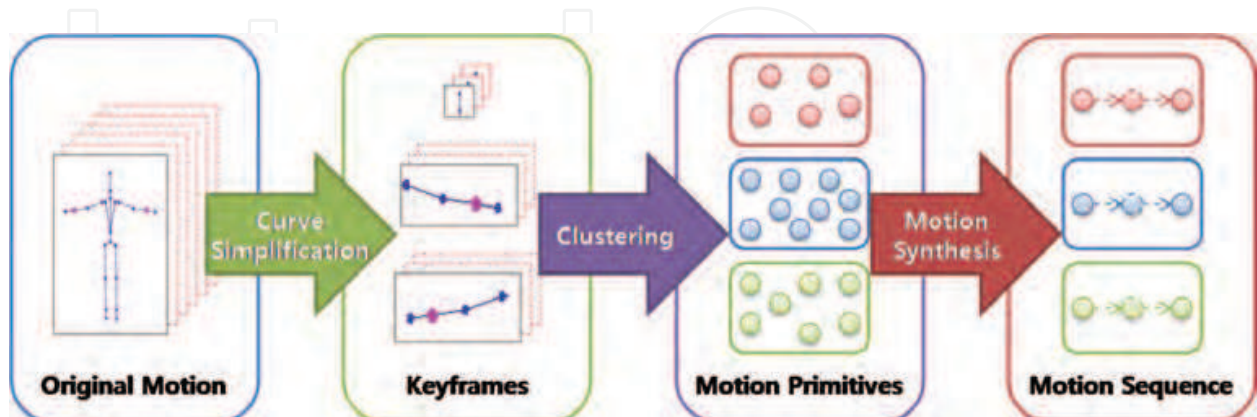 Curve
Simplification
Clustering
Motion
Synthesis
Original Motion
Keyframes
Motion Primitives
Motion Sequence